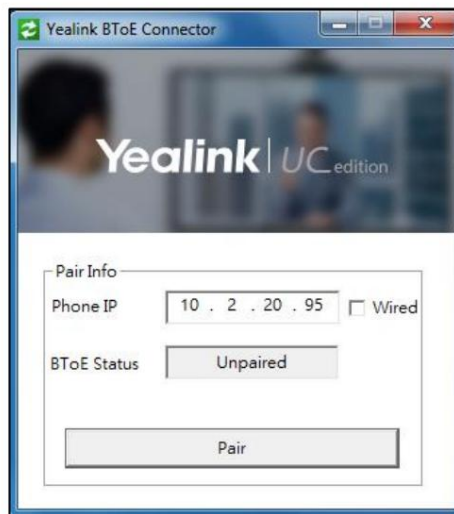 Yealink BToE Connector
Yealink | UC edition
Pair Info
Phone IP 10 . 2 . 20 . 95 Wired
BToE Status Unpaired
Pair